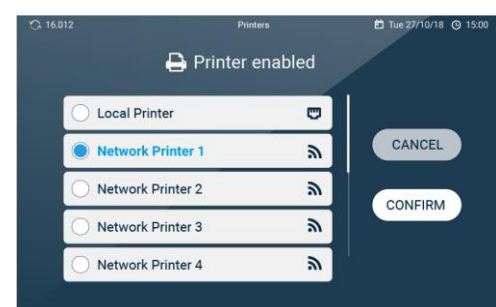 16.012 Printers Tue 27/10/18 15:00
Printer enabled
Local Printer
Network Printer 1
Network Printer 2
Network Printer 3
Network Printer 4
CANCEL
CONFIRM